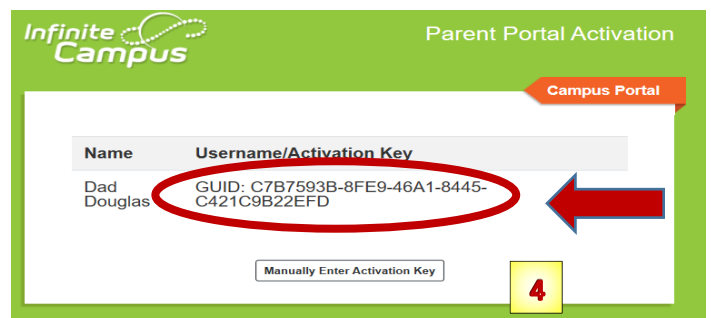 Infinite
Campus
Parent Portal Activation
Campus Portal
Name Username/Activation Key
Dad GUID: C7B7593B-8FE9-46A1-8445-
Douglas C421C9B22EFD
Manually Enter Activation Key
4